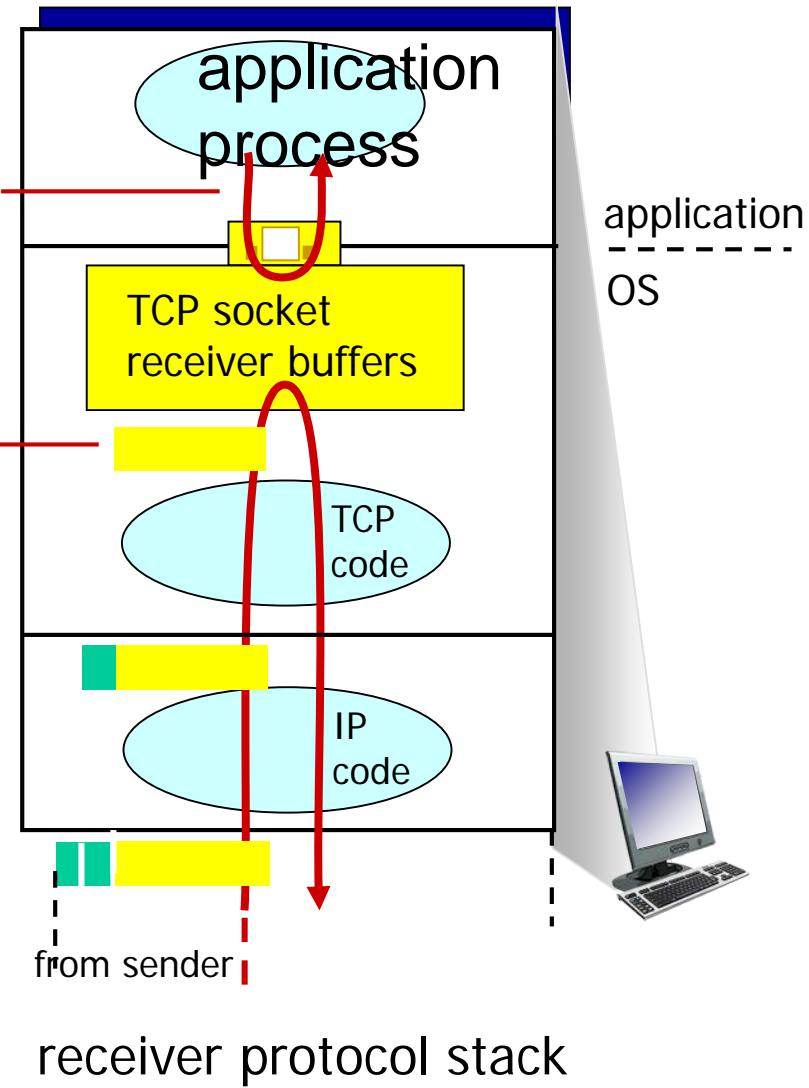 application
process
application
OS
TCP socket
receiver buffers
TCP
code
IP
code
from sender
receiver protocol stack